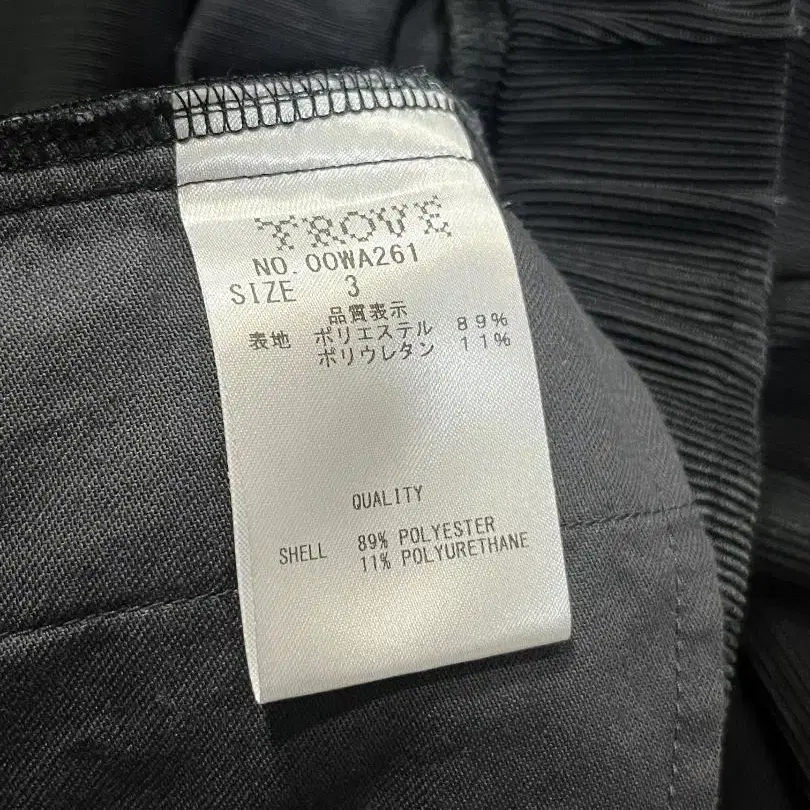 TROVE
NO. 00WA261
SIZE 3
品質表示
表地 ポリエステル 89%
ポリウレタン 11%
QUALITY
SHELL 89% POLYESTER
11% POLYURETHANE